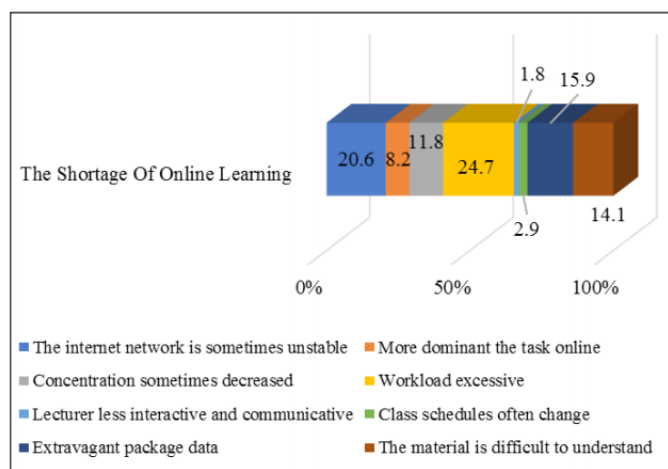 1.8
15.9
20.6
8.2
11.8
24.7
The Shortage Of Online Learning
2.9
14.1
0%
50%
100%
The internet network is sometimes unstable
More dominant the task online
Concentration sometimes decreased
Workload excessive
Lecturer less interactive and communicative
Class schedules often change
Extravagant package data
The material is difficult to understand